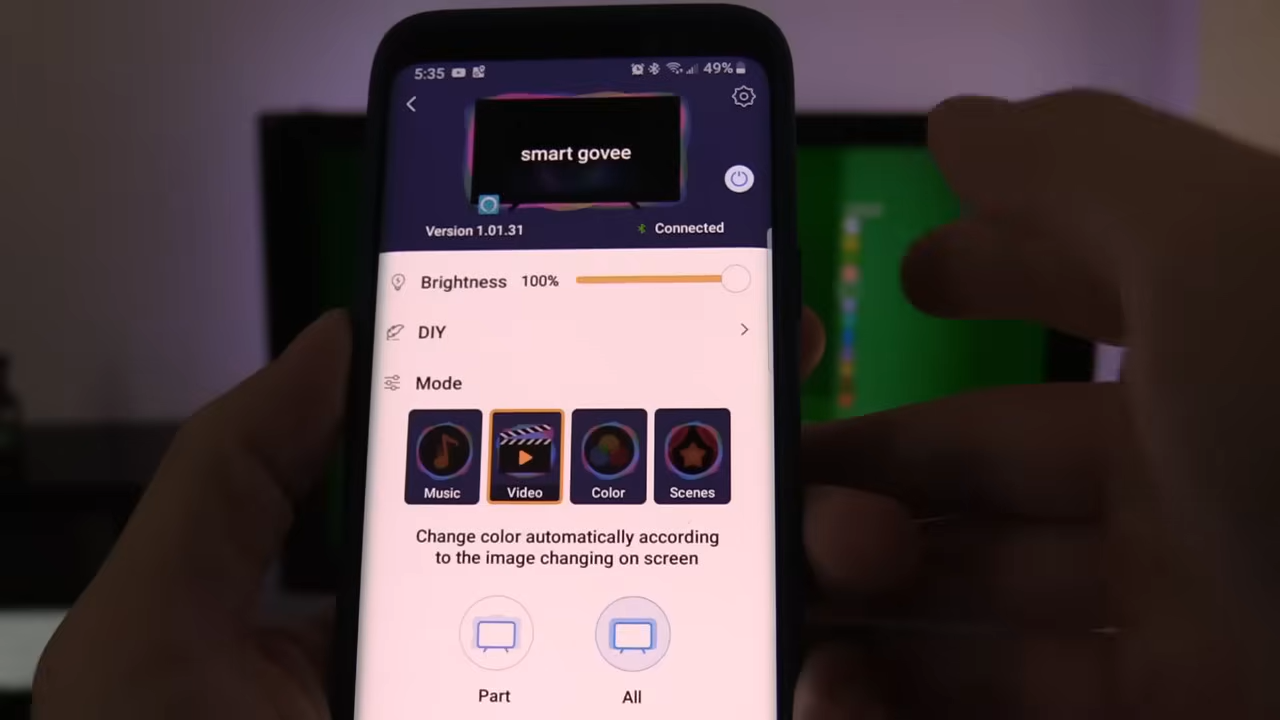 5:35
49%
smart govee
Version 1.01.31
Connected
Brightness 100%
DIY
Mode
Music
Video
Color
Scenes
Change color automatically according
to the image changing on screen
Part
All